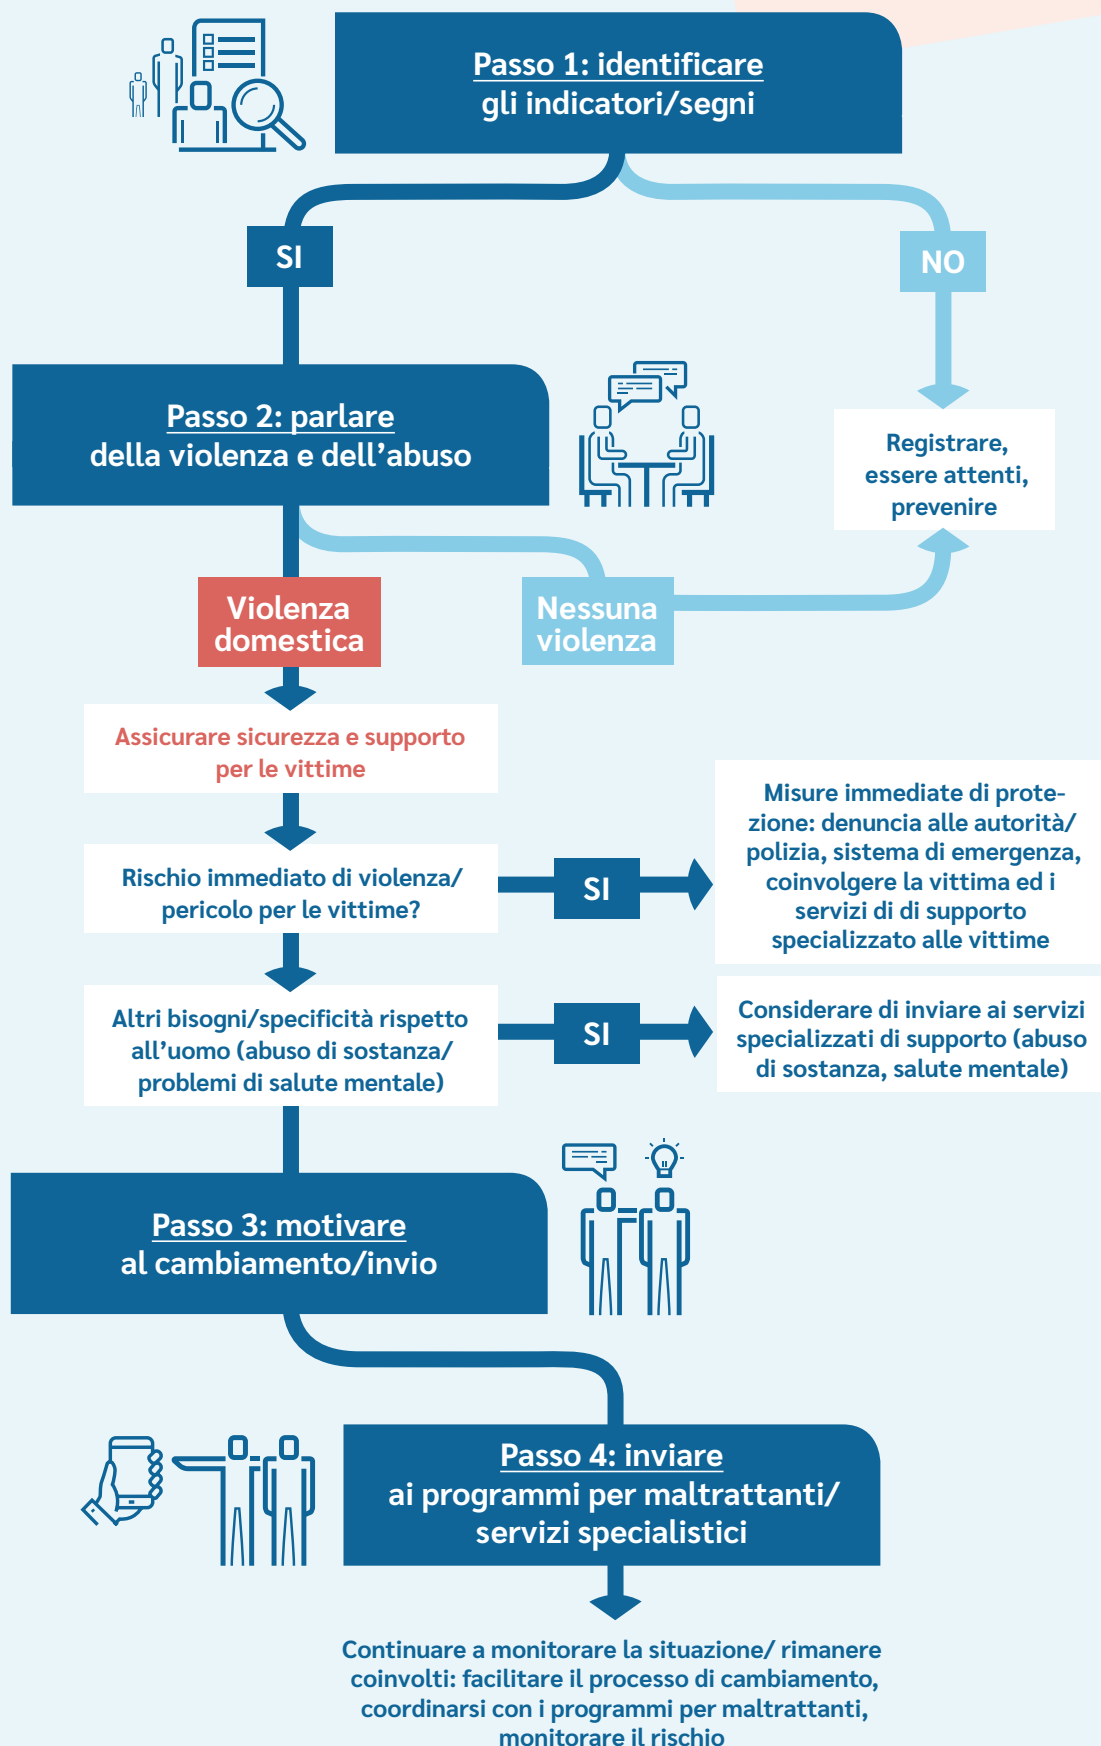 Passo 1: identificare
gli indicatori/segni
SI
NO
Passo 2: parlare
della violenza e dell'abuso
Registrare,
essere attenti,
prevenire
Violenza
domestica
Nessuna
violenza
Assicurare sicurezza e supporto
per le vittime
Rischio immediato di violenza/
pericolo per le vittime?
SI
Misure immediate di prote-
zione: denuncia alle autorità/
polizia, sistema di emergenza,
coinvolgere la vittima ed i
servizi di di supporto
specializzato alle vittime
Altri bisogni/specificità rispetto
all'uomo (abuso di sostanza/
problemi di salute mentale)
SI
Considerare di inviare ai servizi
specializzati di supporto (abuso
di sostanza, salute mentale)
Passo 3: motivare
al cambiamento/invio
Passo 4: inviare
ai programmi per maltrattanti/
servizi specialistici
Continuare a monitorare la situazione/ rimanere
coinvolti: facilitare il processo di cambiamento,
coordinarsi con i programmi per maltrattanti,
monitorare il rischio